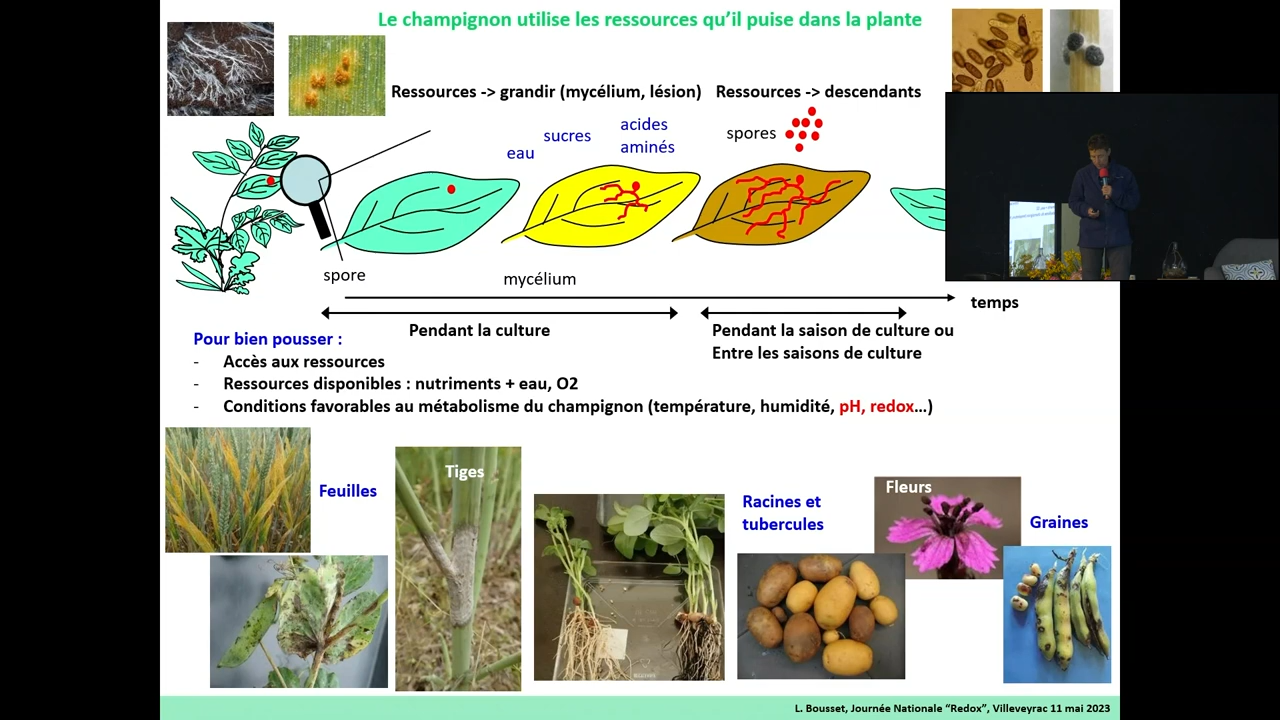 Le champignon utilise les ressources qu'il puise dans la plante
Ressources -> grandir (mycélium, lésion)
Ressources -> descendants
eau
sucres
acides
aminés
spores
spore
mycélium
temps
Pendant la culture
Pendant la saison de culture ou
Entre les saisons de culture
Pour bien pousser :
- Accès aux ressources
- Ressources disponibles : nutriments + eau, O2
- Conditions favorables au métabolisme du champignon (température, humidité, pH, redox…)
Feuilles
Tiges
Racines et
tubercules
Fleurs
Graines
L. Bousset, Journée Nationale “Redox”, Villeveyrac 11 mai 2023